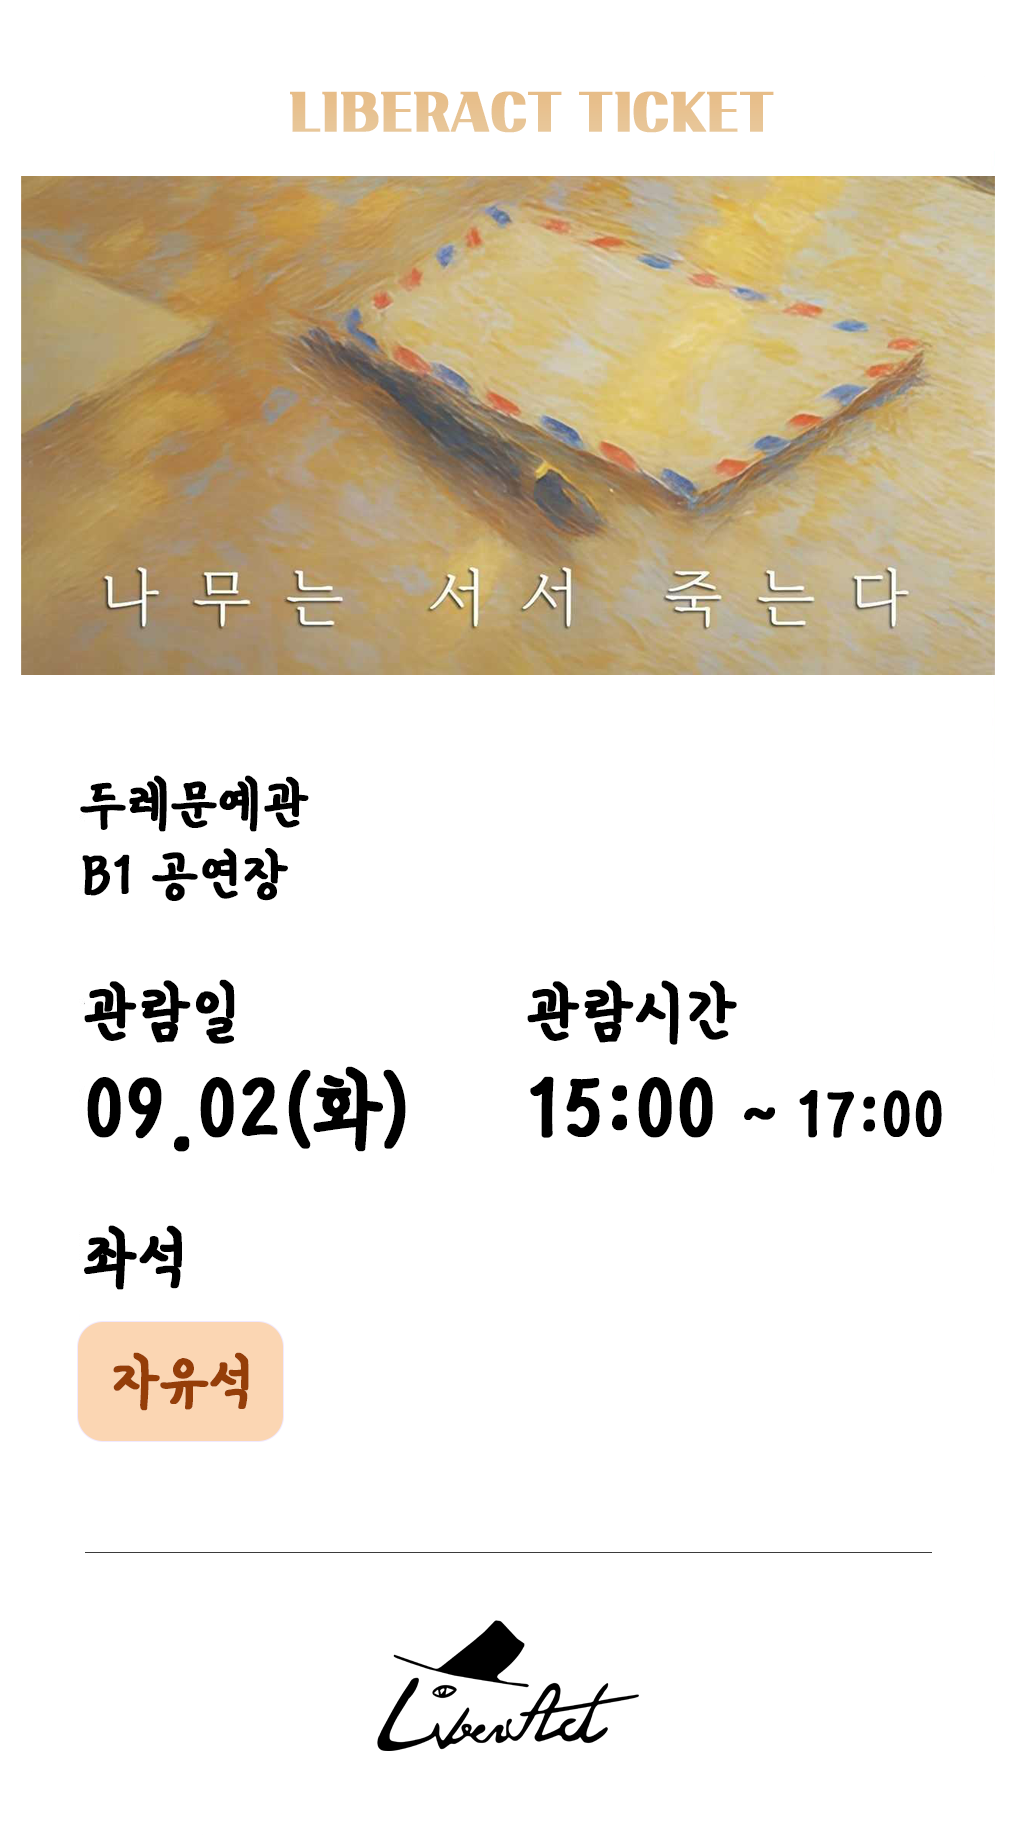 LIBERACT TICKET
나무는 서서 죽는다
두레문예관
B1 공연장
관람일
관람시간
09.02(화)
15:00 ~ 17:00
좌석
자유석
LiberAct